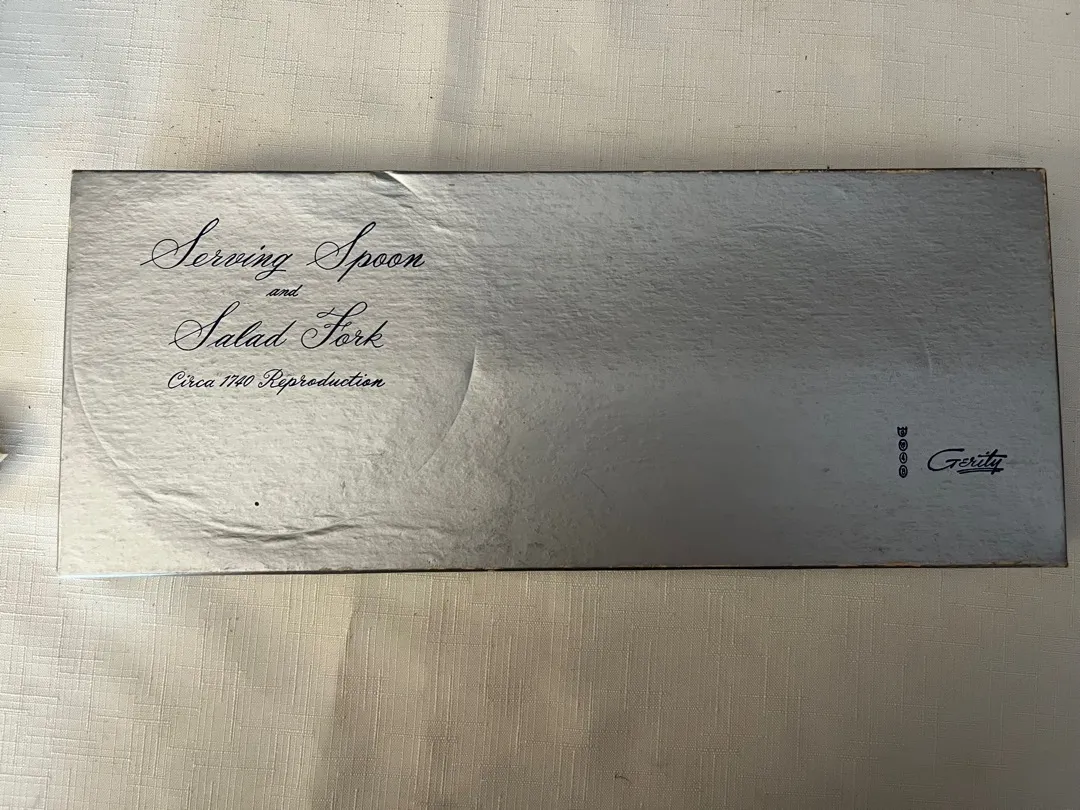 Serving Spoon
and
Salad Fork
Circa 1740 Reproduction
Gerity